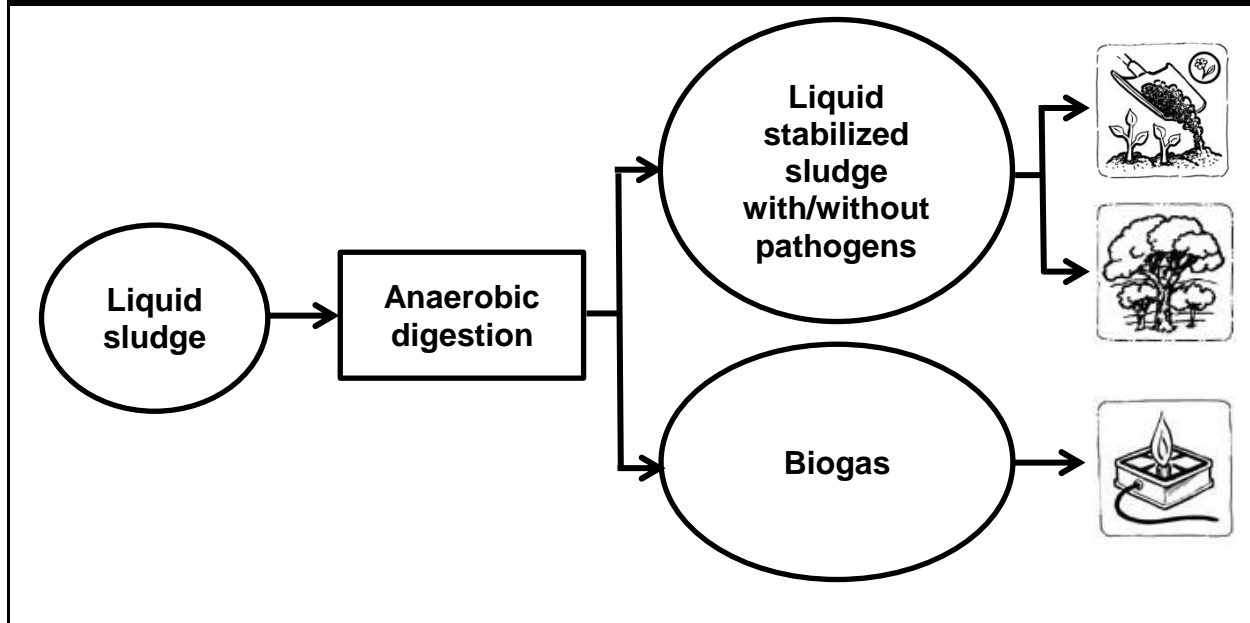 Liquid
sludge
Anaerobic
digestion
Liquid
stabilized
sludge
with/without
pathogens
Biogas